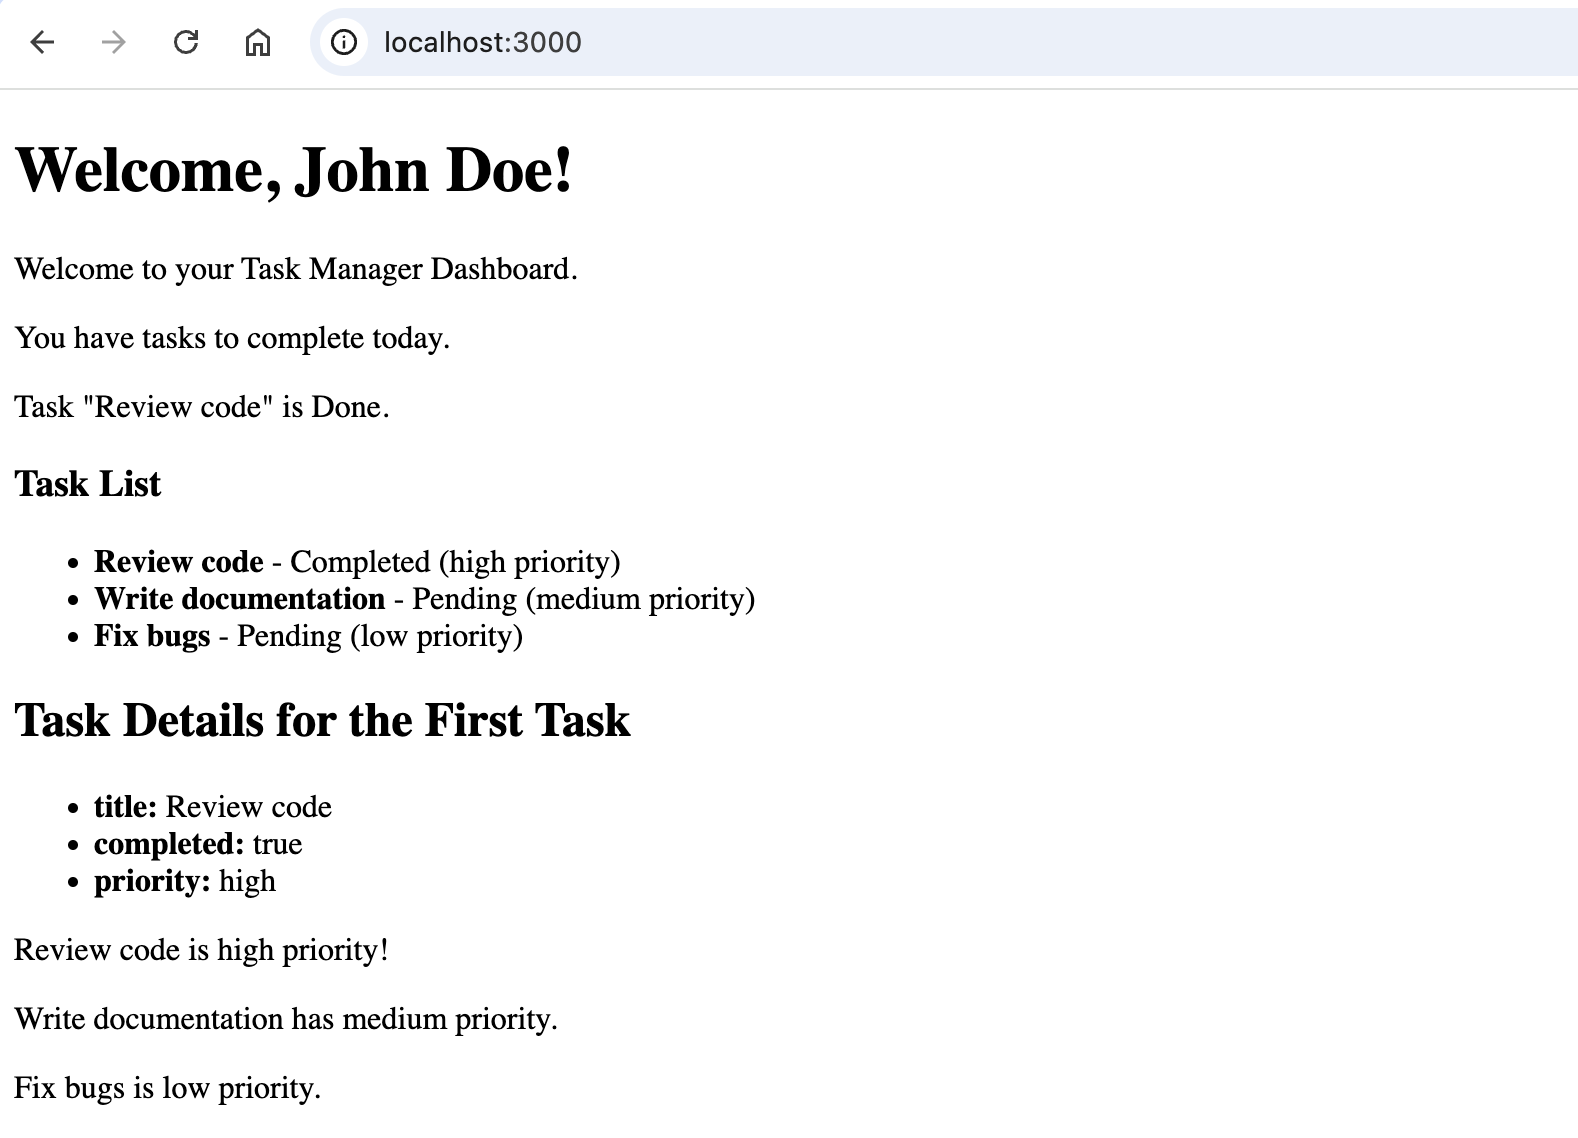 localhost:3000
Welcome, John Doe!
Welcome to your Task Manager Dashboard.
You have tasks to complete today.
Task "Review code" is Done.
Task List
• Review code - Completed (high priority)
• Write documentation - Pending (medium priority)
• Fix bugs - Pending (low priority)
Task Details for the First Task
• title: Review code
• completed: true
• priority: high
Review code is high priority!
Write documentation has medium priority.
Fix bugs is low priority.